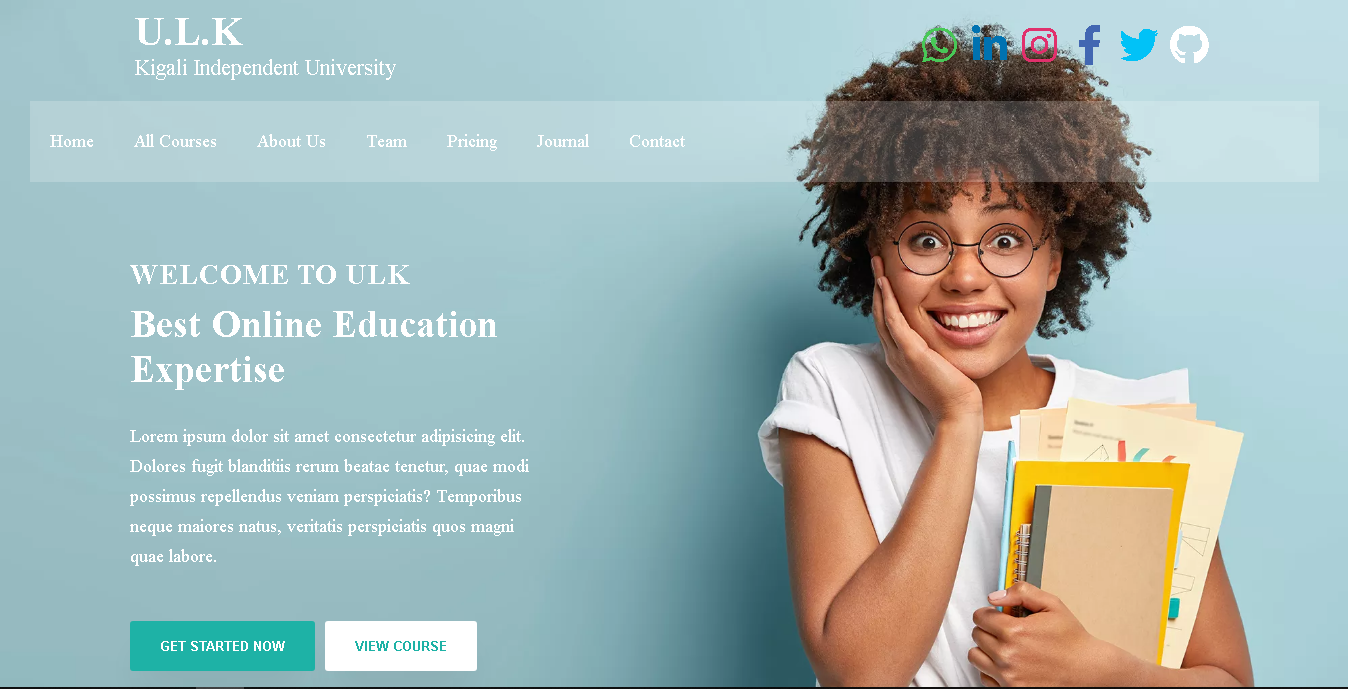 U.L.K
Kigali Independent University
Home All Courses About Us Team Pricing Journal Contact
WELCOME TO ULK
Best Online Education
Expertise
Lorem ipsum dolor sit amet consectetur adipisicing elit.
Dolores fugit blanditiis rerum beatae tenetur, quae modi
possimus repellendus veniam perspiciatis? Temporibus
neque maiores natus, veritatis perspiciatis quos magni
quae labore.
GET STARTED NOW VIEW COURSE